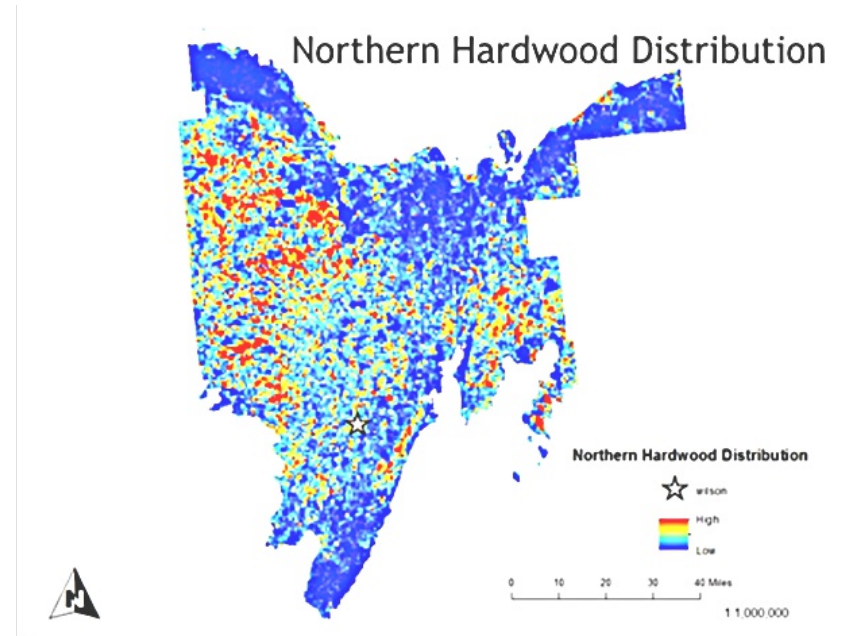 Northern Hardwood Distribution
Northern Hardwood Distribution
wilson
High
Low
0 10 20 30 40 Miles
1:1,000,000
N